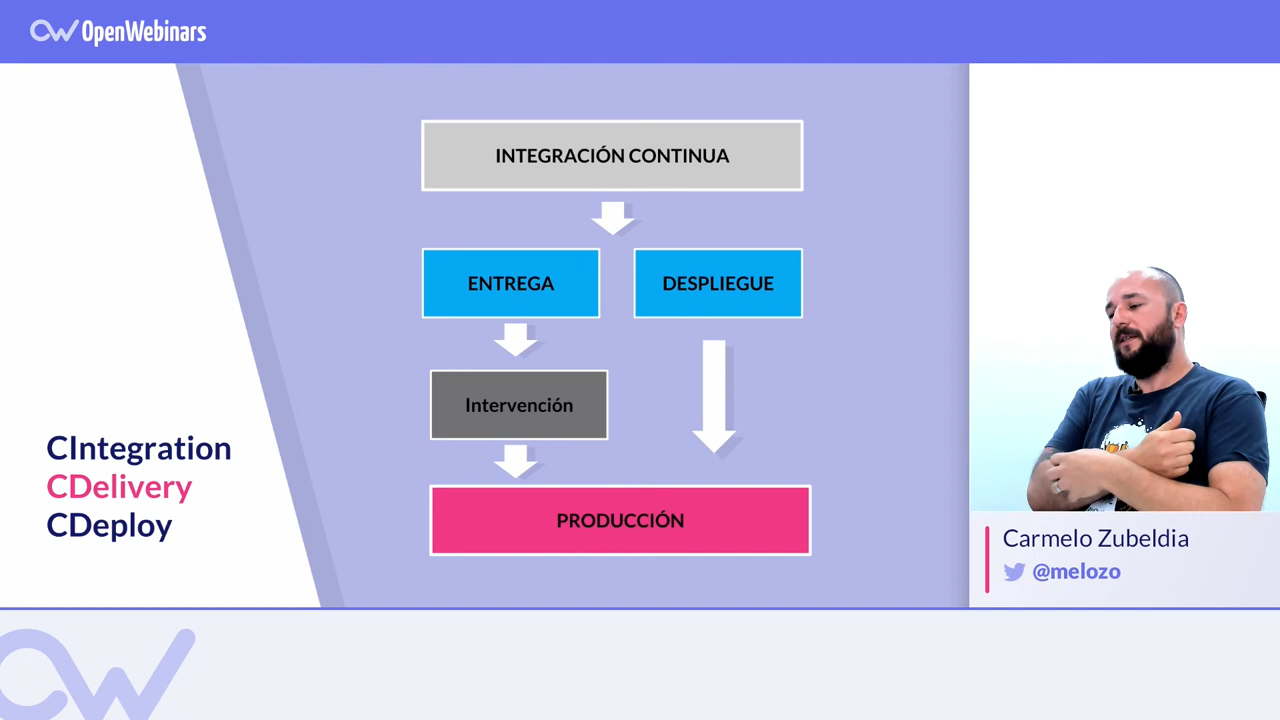 OpenWebinars
INTEGRACIÓN CONTINUA
ENTREGA
DESPLIEGUE
Intervención
PRODUCCIÓN
CIntegration
CDelivery
CDeploy
Carmelo Zubeldia
@melozo